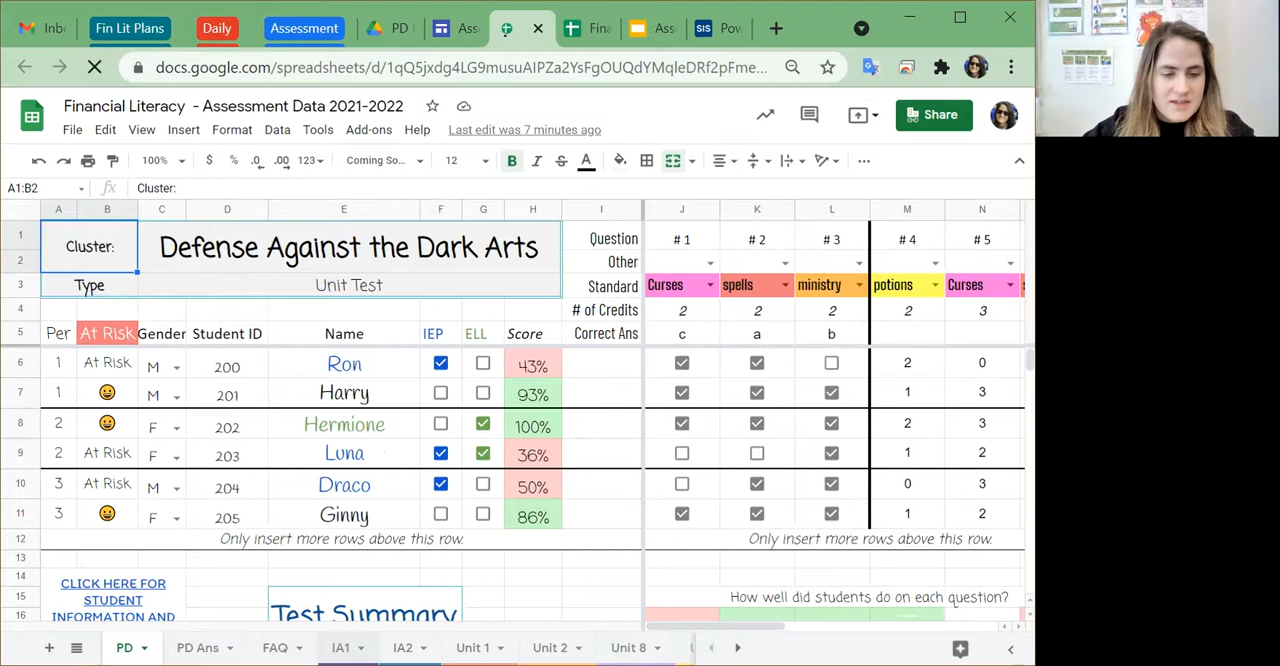 Inb Fin Lit Plans Daily Assessment PD Ass Fina Ass SIS Pow
docs.google.com/spreadsheets/d/1qQ5jxdg4LG9musuAIPZa2YsFgOUQdYMqleDRf2pFme...
Financial Literacy - Assessment Data 2021-2022
File Edit View Insert Format Data Tools Add-ons Help Last edit was 7 minutes ago
Share
100% $ % .0 .00 123 Coming So... 12 B I S A
A1:B2 fx Cluster:
A B C D E F G H I J K L M N
1 Cluster: Defense Against the Dark Arts Question # 1 # 2 # 3 # 4 # 5
2 Other
3 Type Unit Test Standard Curses spells ministry potions Curses
4 # of Credits 2 2 2 2 3
5 Per At Risk Gender Student ID Name IEP ELL Score Correct Ans c a b
6 1 At Risk M 200 Ron 43% 2 0
7 1 M 201 Harry 93% 1 3
8 2 F 202 Hermione 100% 2 3
9 2 At Risk F 203 Luna 36% 1 2
10 3 At Risk M 204 Draco 50% 0 3
11 3 F 205 Ginny 86% 1 2
12 Only insert more rows above this row. Only insert more rows above this row.
13
14
15 CLICK HERE FOR STUDENT INFORMATION AND Test Summary How well did students do on each question?
16
PD PD Ans FAQ IA1 IA2 Unit 1 Unit 2 Unit 8